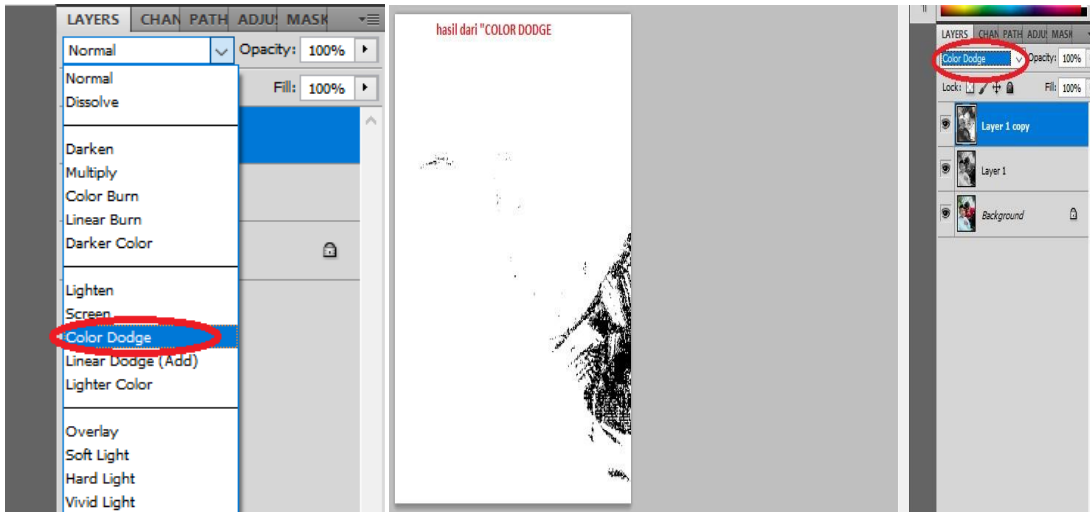 LAYERS CHAN PATH ADJU: MASK
Normal Opacity: 100%
Normal Fill: 100%
Dissolve
Darken
Multiply
Color Burn
Linear Burn
Darker Color
Lighten
Screen
Color Dodge
Linear Dodge (Add)
Lighter Color
Overlay
Soft Light
Hard Light
Vivid Light
hasil dari "COLOR DODGE
LAYERS CHAN PATH ADJU: MASK
Color Dodge Opacity: 100%
Lock: Fill: 100%
Layer 1 copy
Layer 1
Background